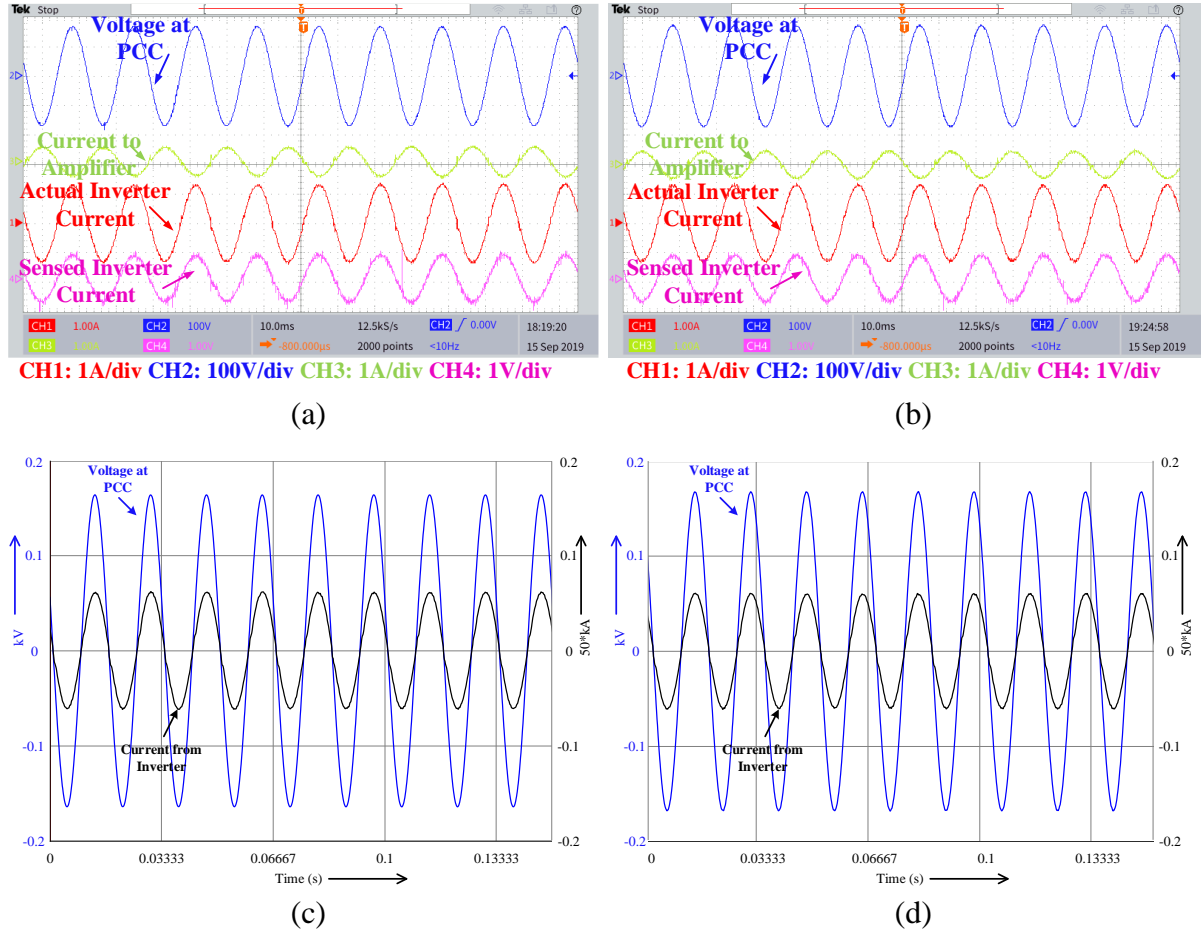 Tek Stop
T
T
Voltage at
PCC
2
Current to
Amplifier
Actual Inverter
1
Current
Sensed Inverter
4
Current
CH1 1.00A CH2 100V 10.0ms 12.5kS/s CH2 0.00V 18:19:20
CH3 1.00A CH4 1.00V -800.000µs 2000 points <10Hz 15 Sep 2019
CH1: 1A/div CH2: 100V/div CH3: 1A/div CH4: 1V/div
(a)
Tek Stop
T
T
Voltage at
PCC
2
Current to
Amplifier
Actual Inverter
1
Current
Sensed Inverter
4
Current
CH1 1.00A CH2 100V 10.0ms 12.5kS/s CH2 0.00V 19:24:58
CH3 1.00A CH4 1.00V -800.000µs 2000 points <10Hz 15 Sep 2019
CH1: 1A/div CH2: 100V/div CH3: 1A/div CH4: 1V/div
(b)
0.2 0.2
Voltage at
PCC
0.1 0.1
kV 0 0 50*kA
-0.1 -0.1
Current from
Inverter
-0.2 -0.2
0 0.03333 0.06667 0.1 0.13333
Time (s)
(c)
0.2 0.2
Voltage at
PCC
0.1 0.1
kV 0 0 50*kA
-0.1 -0.1
Current from
Inverter
-0.2 -0.2
0 0.03333 0.06667 0.1 0.13333
Time (s)
(d)